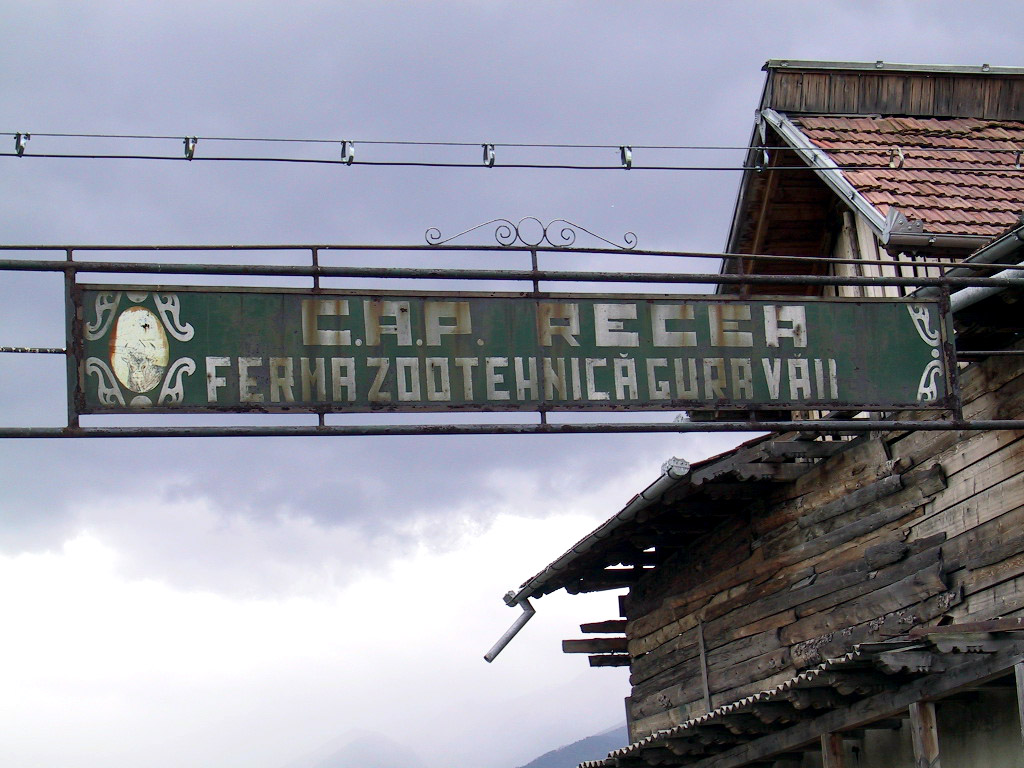 C.A.P. RECEA
FERMA ZOOTEHNICĂ GURA VĂII